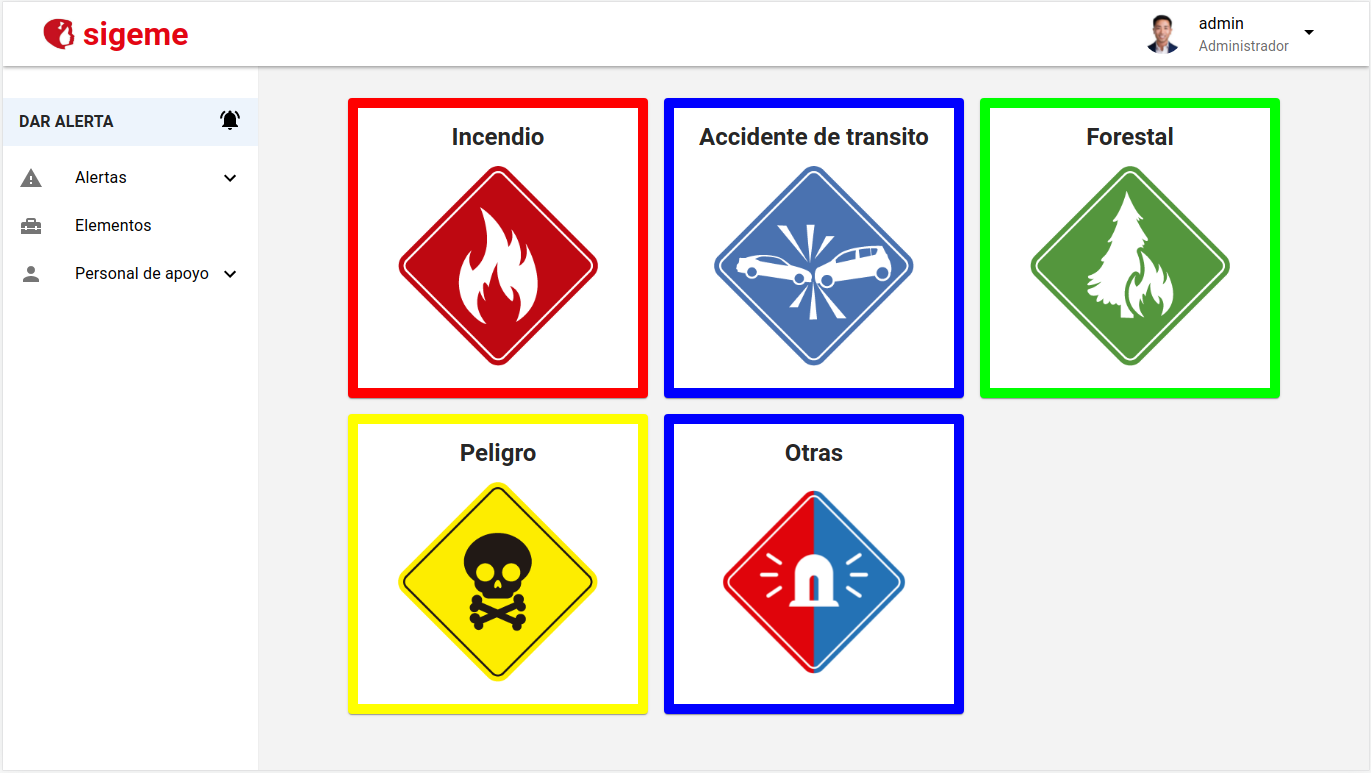 sigeme
admin
Administrador
DAR ALERTA
Alertas
Elementos
Personal de apoyo
Incendio
Accidente de transito
Forestal
Peligro
Otras